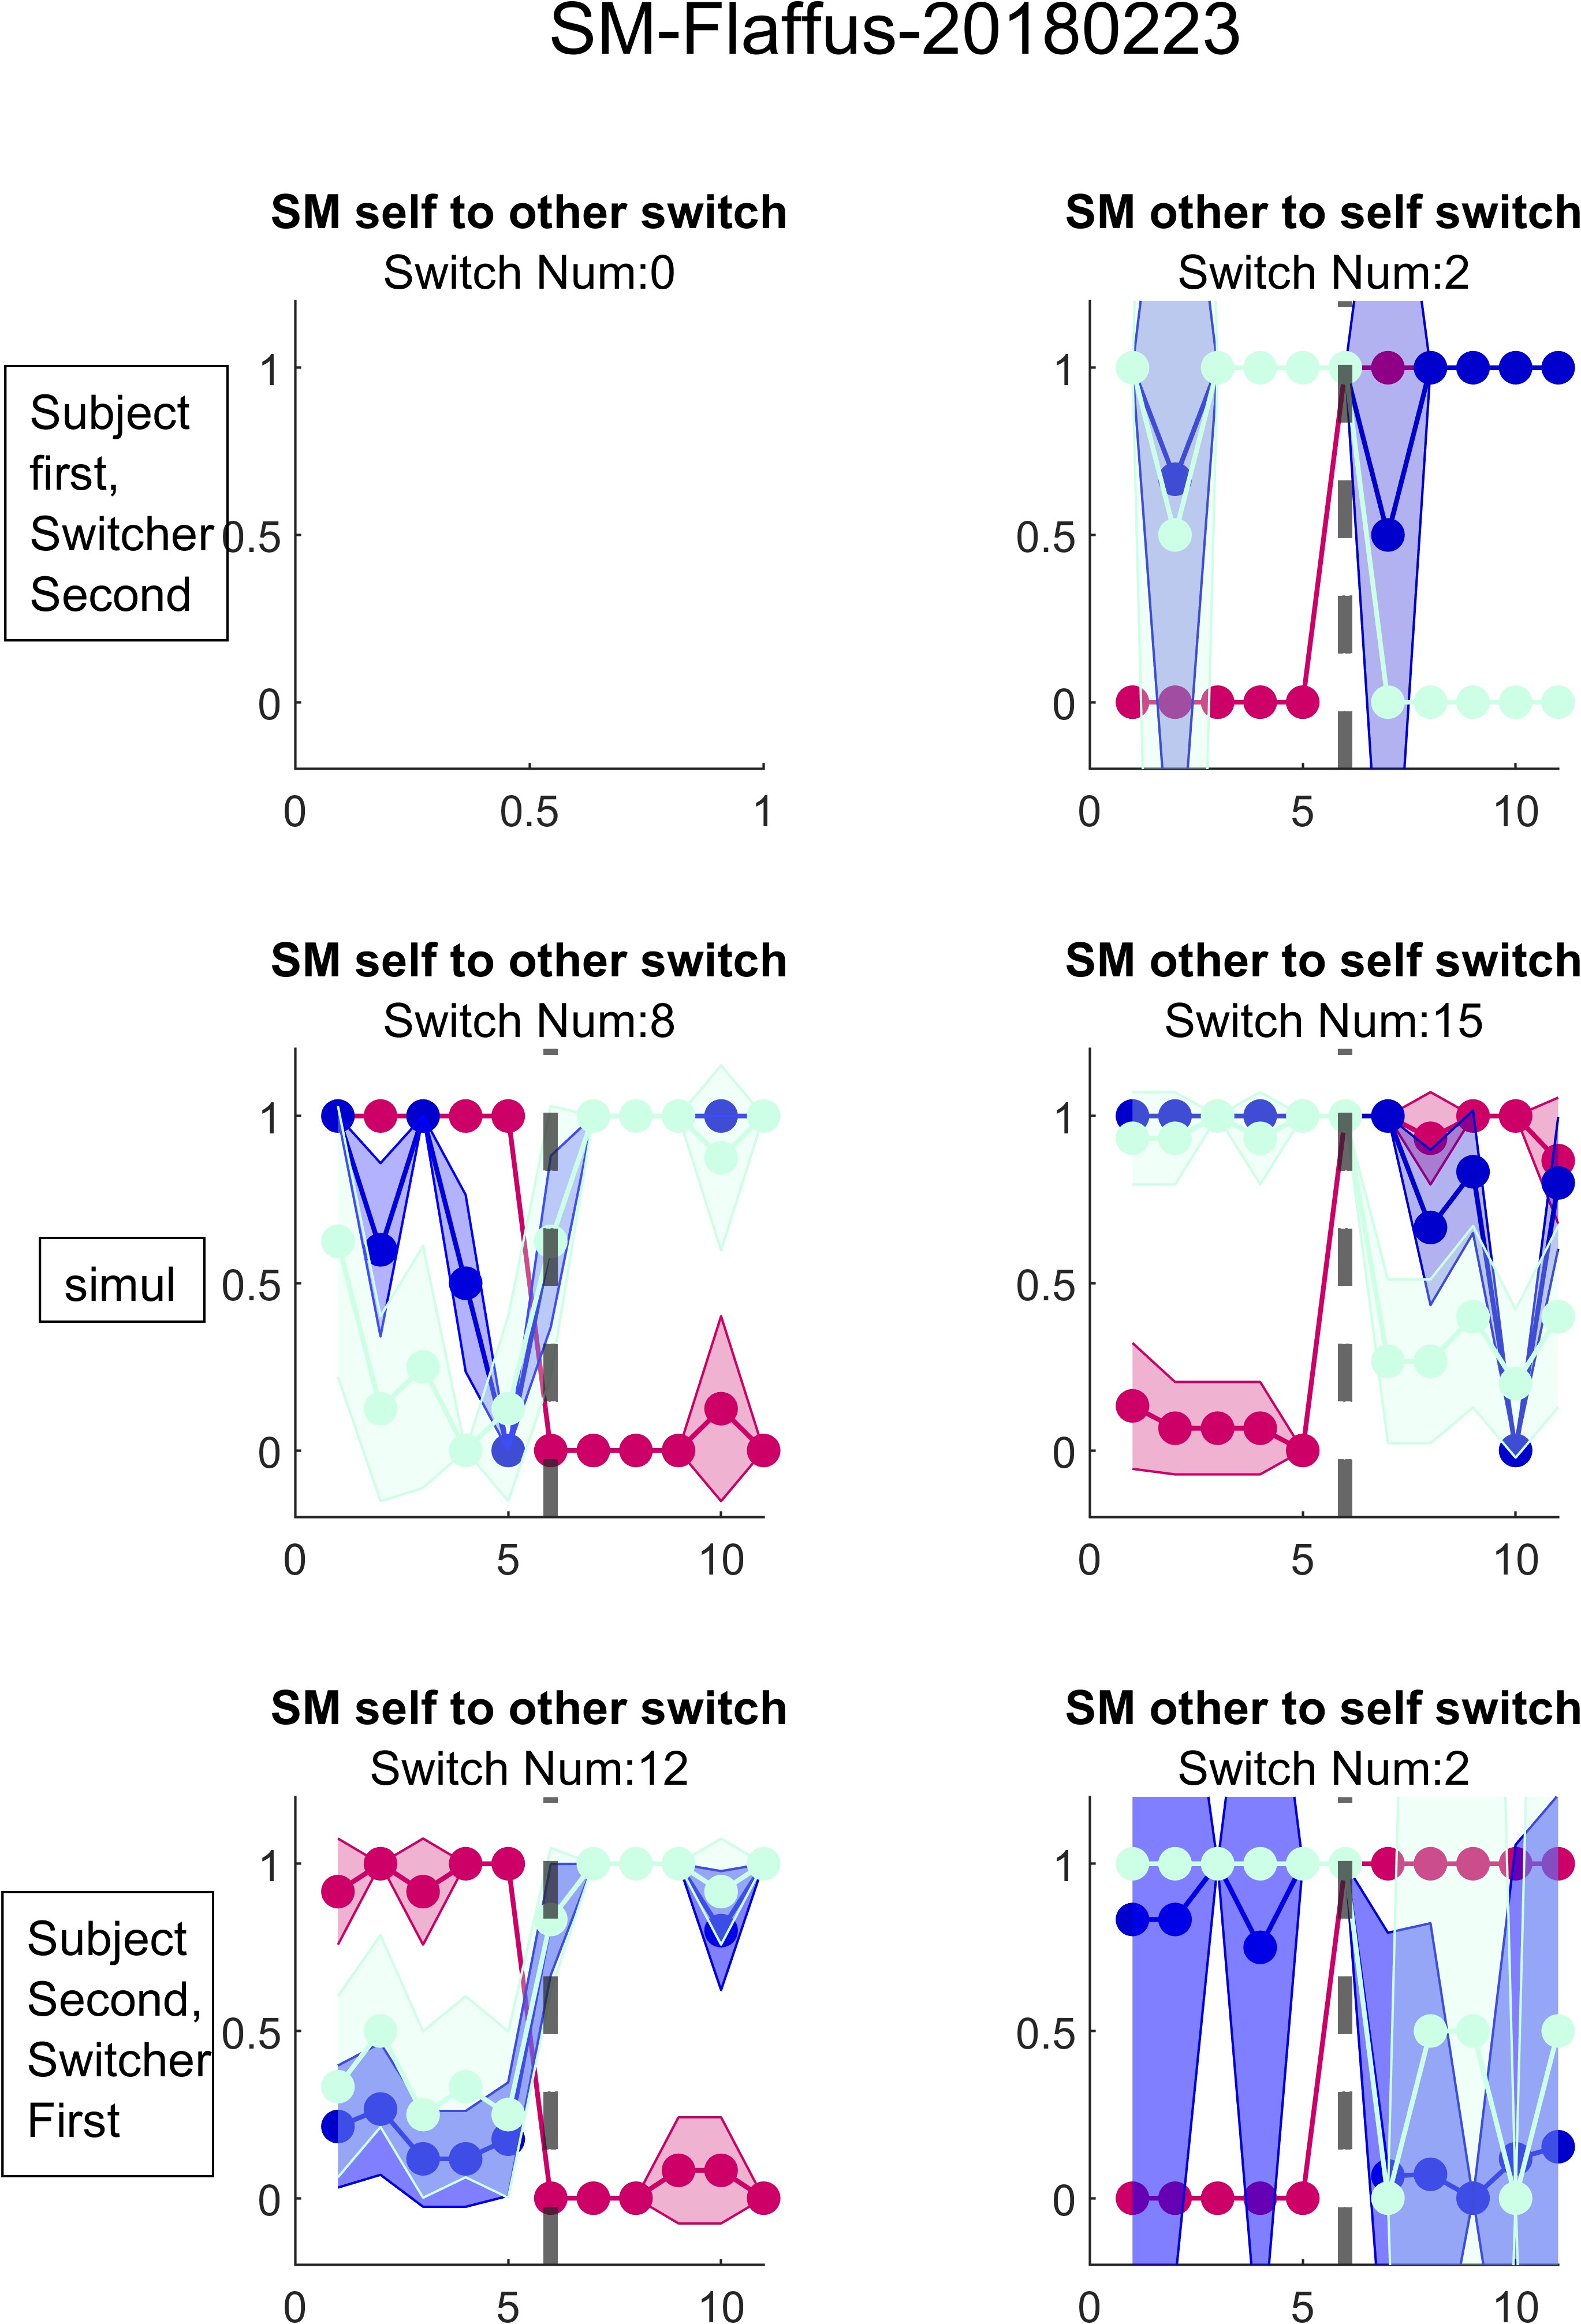 SM-Flaffus-20180223
SM self to other switch
Switch Num:0
Subject
first,
Switcher
Second
1
0.5
0
0
0.5
1
SM other to self switch
Switch Num:2
1
0.5
0
0
5
10
SM self to other switch
Switch Num:8
simul
1
0.5
0
0
5
10
SM other to self switch
Switch Num:15
1
0.5
0
0
5
10
SM self to other switch
Switch Num:12
Subject
Second,
Switcher
First
1
0.5
0
0
5
10
SM other to self switch
Switch Num:2
1
0.5
0
0
5
10